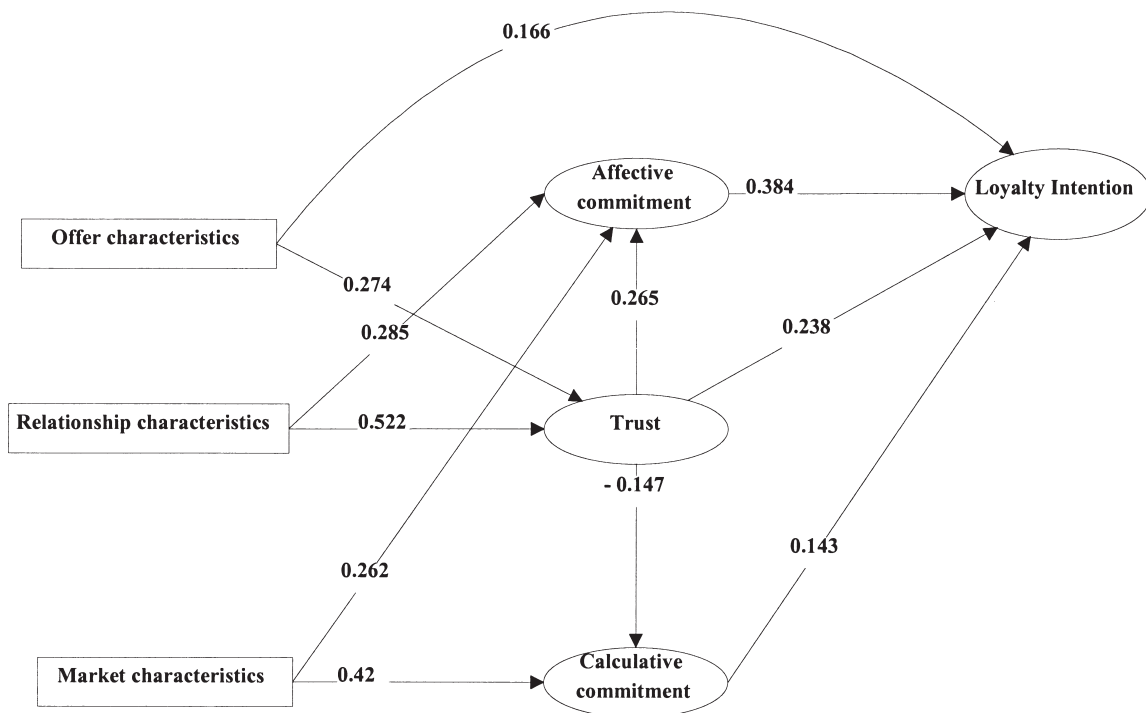 0.166
Affective
commitment
0.384
Loyalty Intention
Offer characteristics
0.274
0.265
0.285
0.238
Relationship characteristics
0.522
Trust
- 0.147
0.262
0.143
Market characteristics
0.42
Calculative
commitment